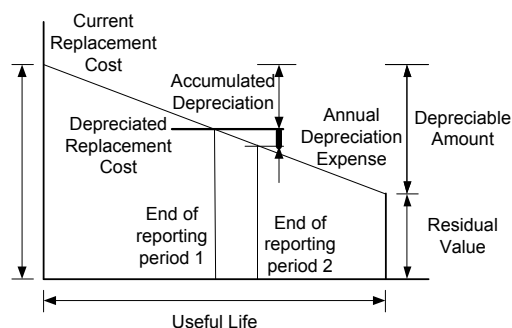 Current
Replacement
Cost
Accumulated
Depreciation
Annual
Depreciation
Expense
Depreciable
Amount
Depreciated
Replacement
Cost
End of
reporting
period 1
End of
reporting
period 2
Residual
Value
Useful Life